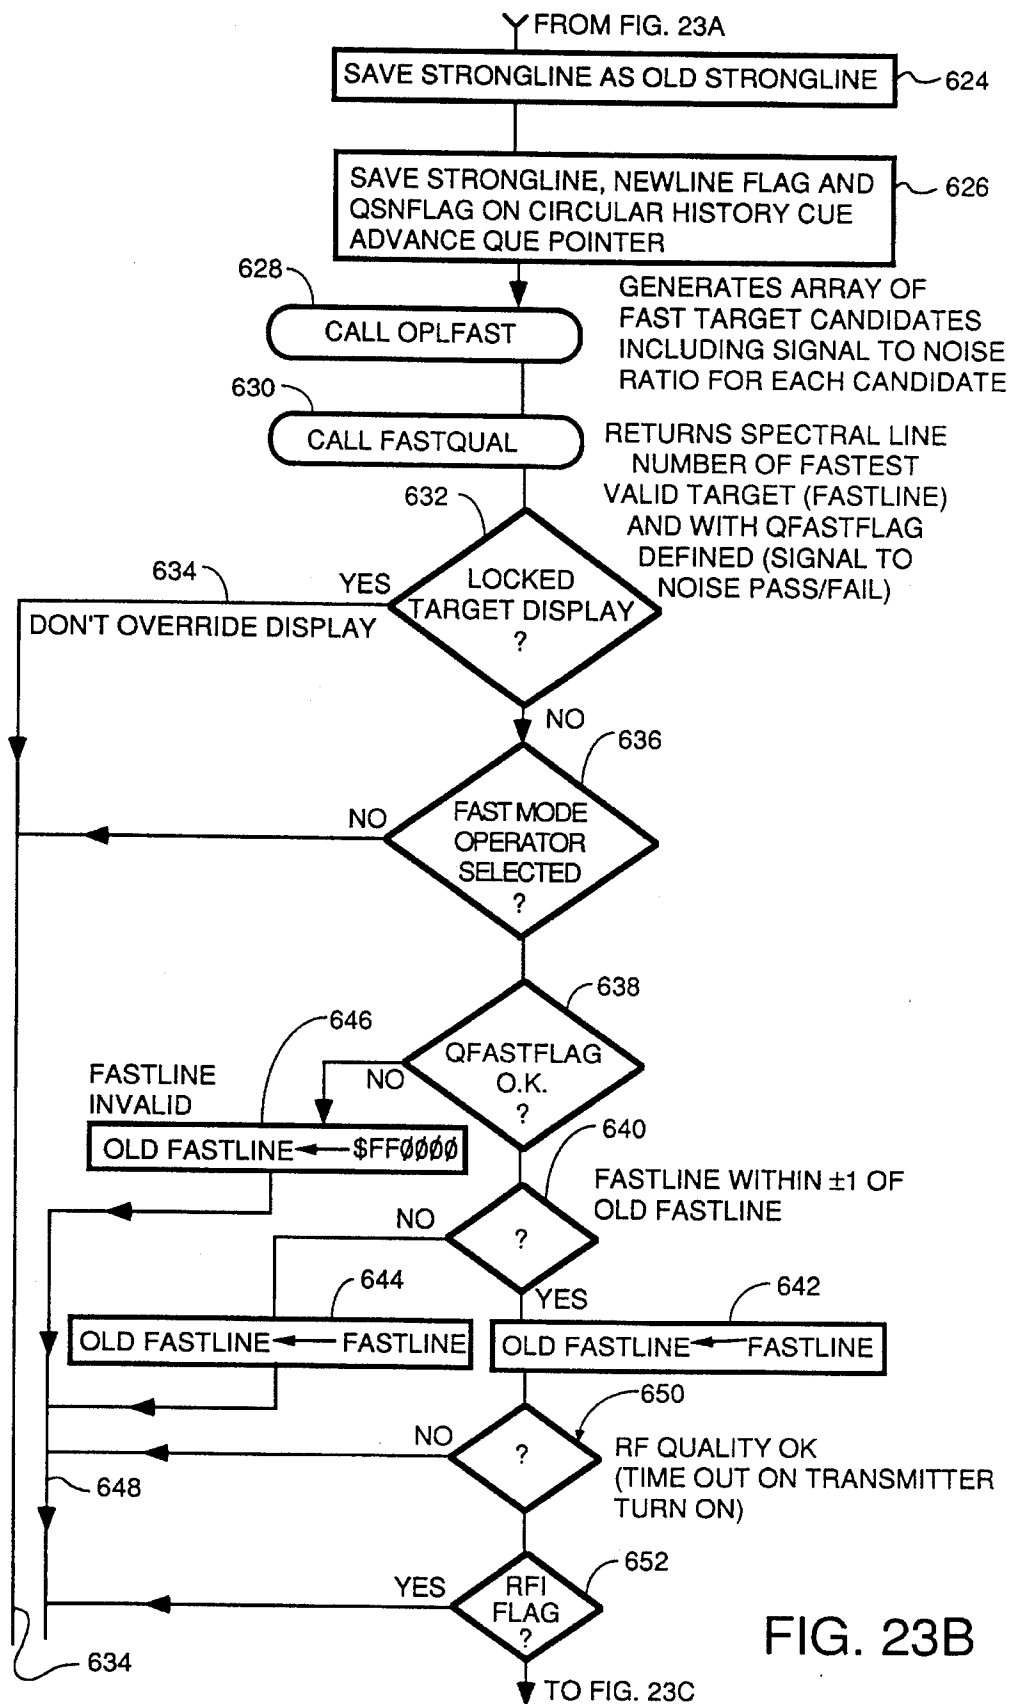 FROM FIG. 23A
SAVE STRONGLINE AS OLD STRONGLINE
624
SAVE STRONGLINE, NEWLINE FLAG AND
QSNFLAG ON CIRCULAR HISTORY CUE
ADVANCE QUE POINTER
626
628
CALL OPLFAST
GENERATES ARRAY OF
FAST TARGET CANDIDATES
INCLUDING SIGNAL TO NOISE
RATIO FOR EACH CANDIDATE
630
CALL FASTQUAL
RETURNS SPECTRAL LINE
NUMBER OF FASTEST
VALID TARGET (FASTLINE)
AND WITH QFASTFLAG
DEFINED (SIGNAL TO
NOISE PASS/FAIL)
632
LOCKED
TARGET DISPLAY
?
YES
634
DON'T OVERRIDE DISPLAY
NO
636
FAST MODE
OPERATOR
SELECTED
?
NO
638
QFASTFLAG
O.K.
?
NO
646
FASTLINE
INVALID
OLD FASTLINE ← $FF0000
640
FASTLINE WITHIN ±1 OF
OLD FASTLINE
?
NO
YES
644
OLD FASTLINE ← FASTLINE
642
OLD FASTLINE ← FASTLINE
650
?
NO
RF QUALITY OK
(TIME OUT ON TRANSMITTER
TURN ON)
648
652
RFI
FLAG
?
YES
634
FIG. 23B
TO FIG. 23C